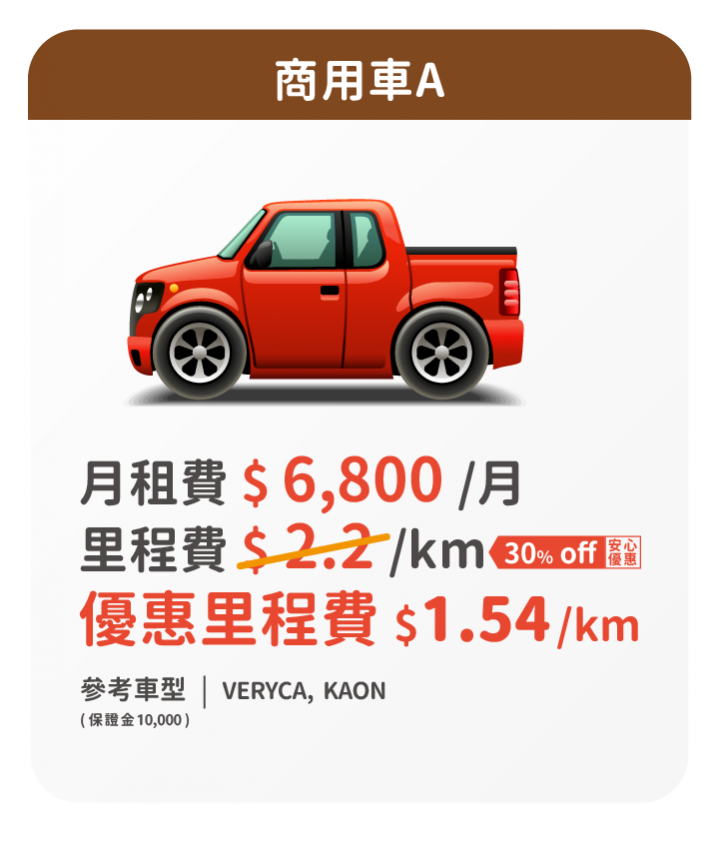 商用車A
月租費 $ 6,800 /月
里程費 $ 2.2 /km 30% off 安心優惠
優惠里程費 $1.54/km
參考車型 | VERYCA, KAON
(保證金10,000)